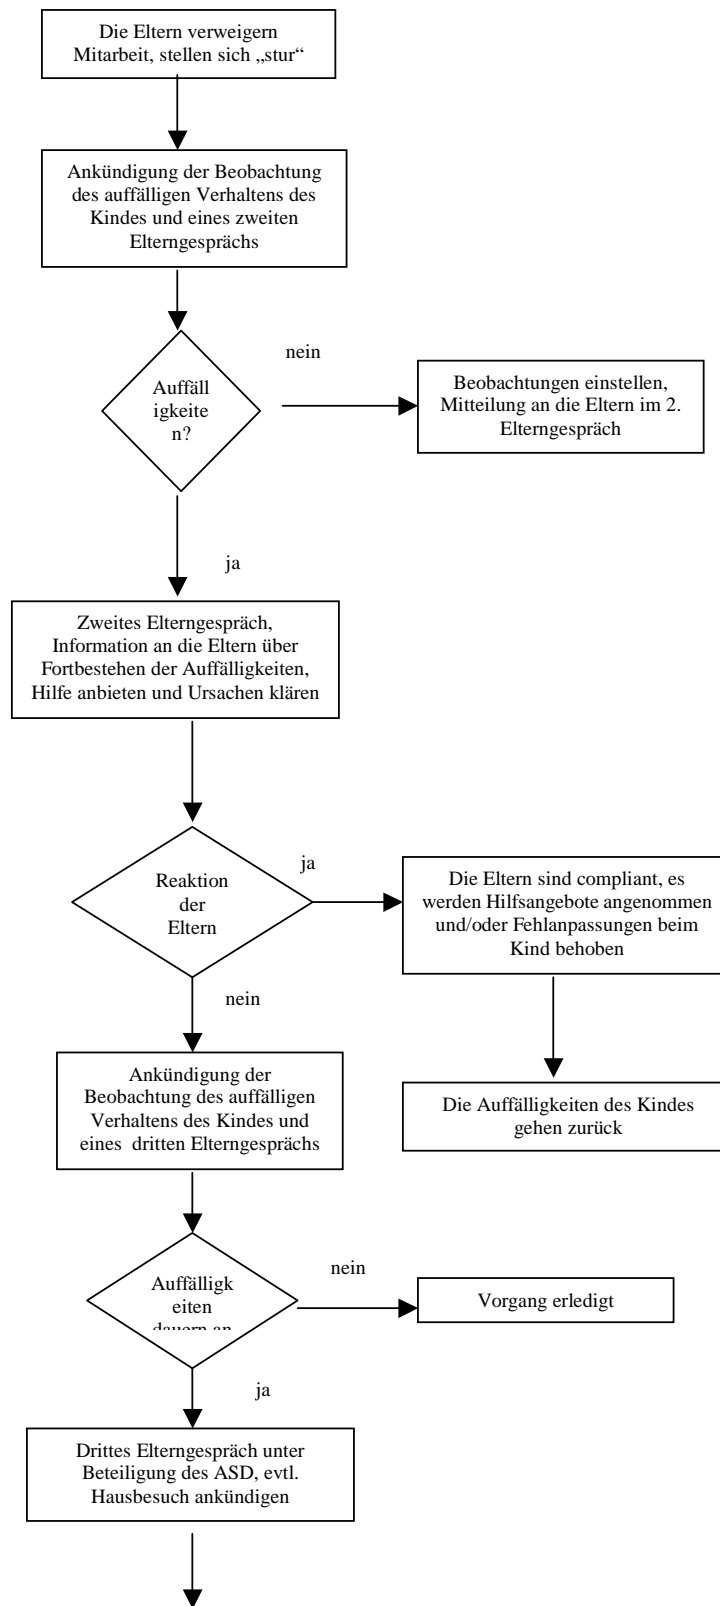 Die Eltern verweigern
Mitarbeit, stellen sich „stur“
Ankündigung der Beobachtung
des auffälligen Verhaltens des
Kindes und eines zweiten
Elterngesprächs
nein
Auffäll
igkeite
n?
Beobachtungen einstellen,
Mitteilung an die Eltern im 2.
Elterngespräch
ja
Zweites Elterngespräch,
Information an die Eltern über
Fortbestehen der Auffälligkeiten,
Hilfe anbieten und Ursachen klären
ja
Reaktion
der
Eltern
Die Eltern sind compliant, es
werden Hilfsangebote angenommen
und/oder Fehlanpassungen beim
Kind behoben
nein
Ankündigung der
Beobachtung des auffälligen
Verhaltens des Kindes und
eines dritten Elterngesprächs
Die Auffälligkeiten des Kindes
gehen zurück
nein
Auffälligk
eiten
dauern an
Vorgang erledigt
ja
Drittes Elterngespräch unter
Beteiligung des ASD, evtl.
Hausbesuch ankündigen